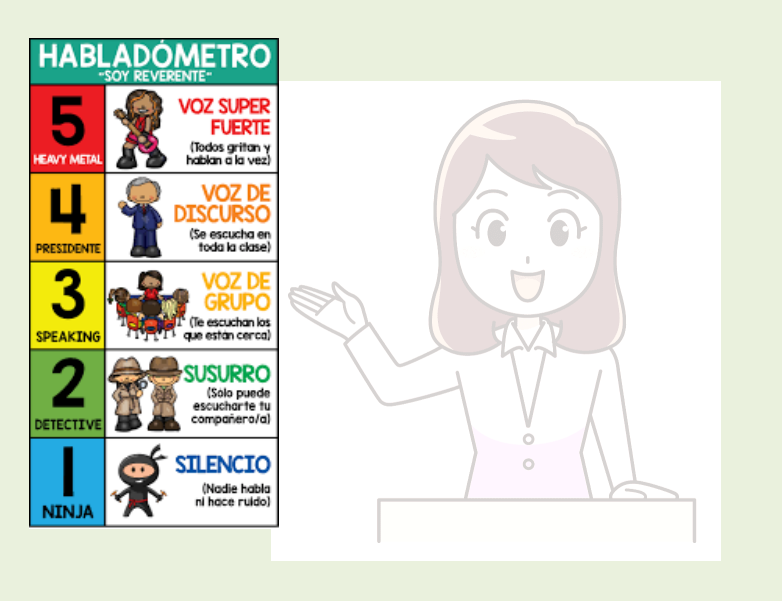 HABLADÓMETRO
"SOY REVERENTE"
5
HEAVY METAL
VOZ SUPER
FUERTE
(Todos gritan y
hablan a la vez)
4
PRESIDENTE
VOZ DE
DISCURSO
(Se escucha en
toda la clase)
3
SPEAKING
VOZ DE
GRUPO
(Te escuchan los
que están cerca)
2
DETECTIVE
SUSURRO
(Sólo puede
escucharte tu
compañero/a)
1
NINJA
SILENCIO
(Nadie habla
ni hace ruido)